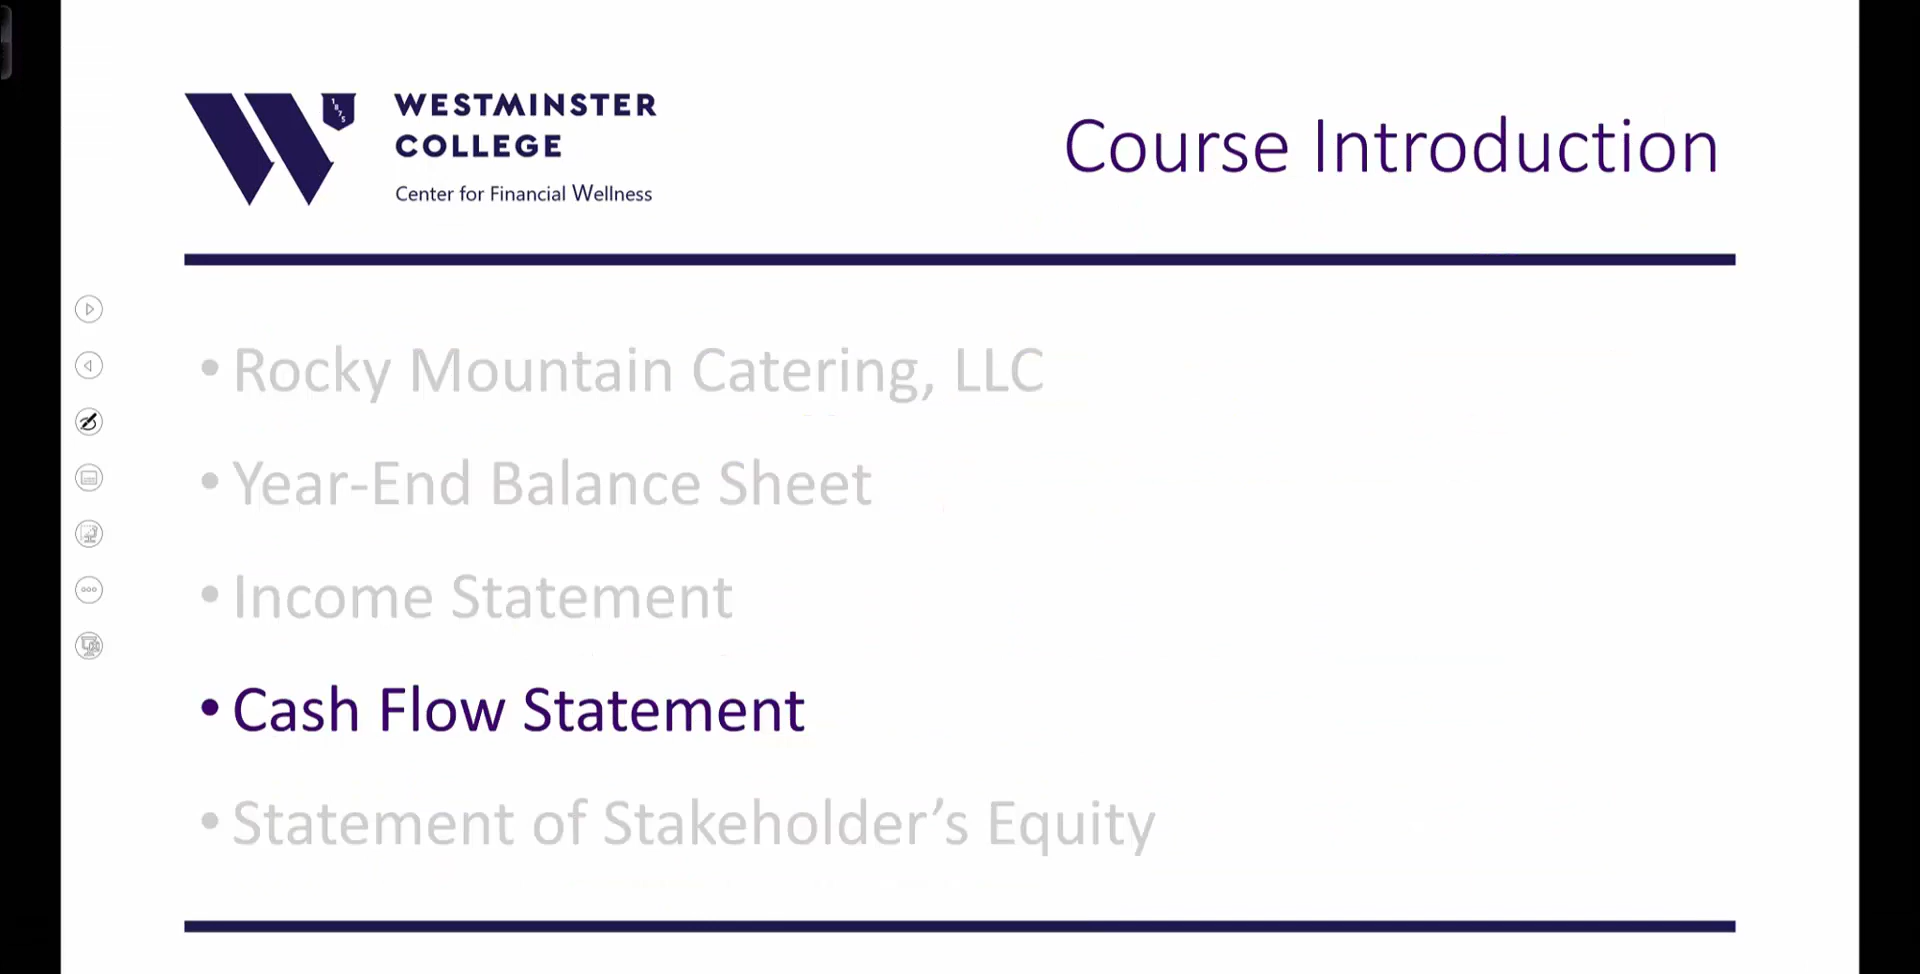 1875
WESTMINSTER
COLLEGE
Center for Financial Wellness
Course Introduction
• Rocky Mountain Catering, LLC
• Year-End Balance Sheet
• Income Statement
• Cash Flow Statement
• Statement of Stakeholder’s Equity